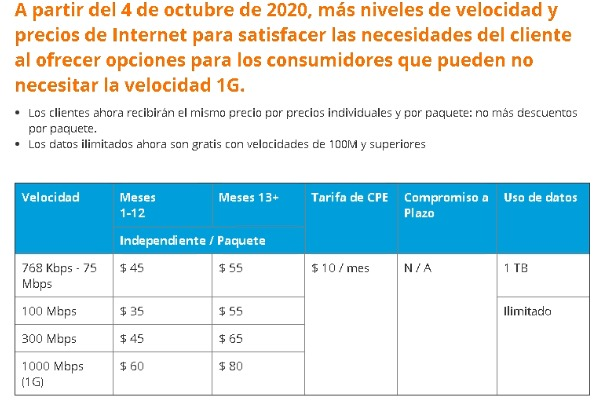 A partir del 4 de octubre de 2020, más niveles de velocidad y
precios de Internet para satisfacer las necesidades del cliente
al ofrecer opciones para los consumidores que pueden no
necesitar la velocidad 1G.
• Los clientes ahora recibirán el mismo precio por precios individuales y por paquete: no más descuentos
por paquete.
• Los datos ilimitados ahora son gratis con velocidades de 100M y superiores
Velocidad Meses 1-12 Meses 13+ Tarifa de CPE Compromiso a Plazo Uso de datos
Independiente / Paquete
768 Kbps - 75 Mbps $ 45 $ 55 $ 10 / mes N / A 1 TB
100 Mbps $ 35 $ 55 Ilimitado
300 Mbps $ 45 $ 65
1000 Mbps (1G) $ 60 $ 80